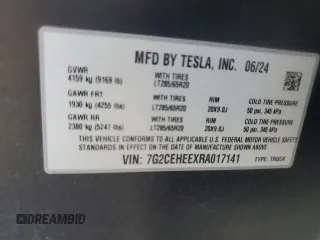 MFD BY TESLA, INC. 06/24
GVWR
4159 kg (9169 lb)
GAWR FRT WITH TIRES RIM COLD TIRE PRESSURE
1930 kg (4255 lb) LT285/65R20 20X9.0J 50 psi, 345 kPa
GAWR RR WITH TIRES RIM COLD TIRE PRESSURE
2380 kg (5247 lb) LT285/65R20 20X9.0J 50 psi, 345 kPa
THIS VEHICLE CONFORMS TO ALL APPLICABLE U.S. FEDERAL MOTOR VEHICLE SAFETY
STANDARDS IN EFFECT ON THE DATE OF MANUFACTURE SHOWN ABOVE.
VIN: 7G2CEHEEXRA017141 TYPE: TRUCK
DREAMBID